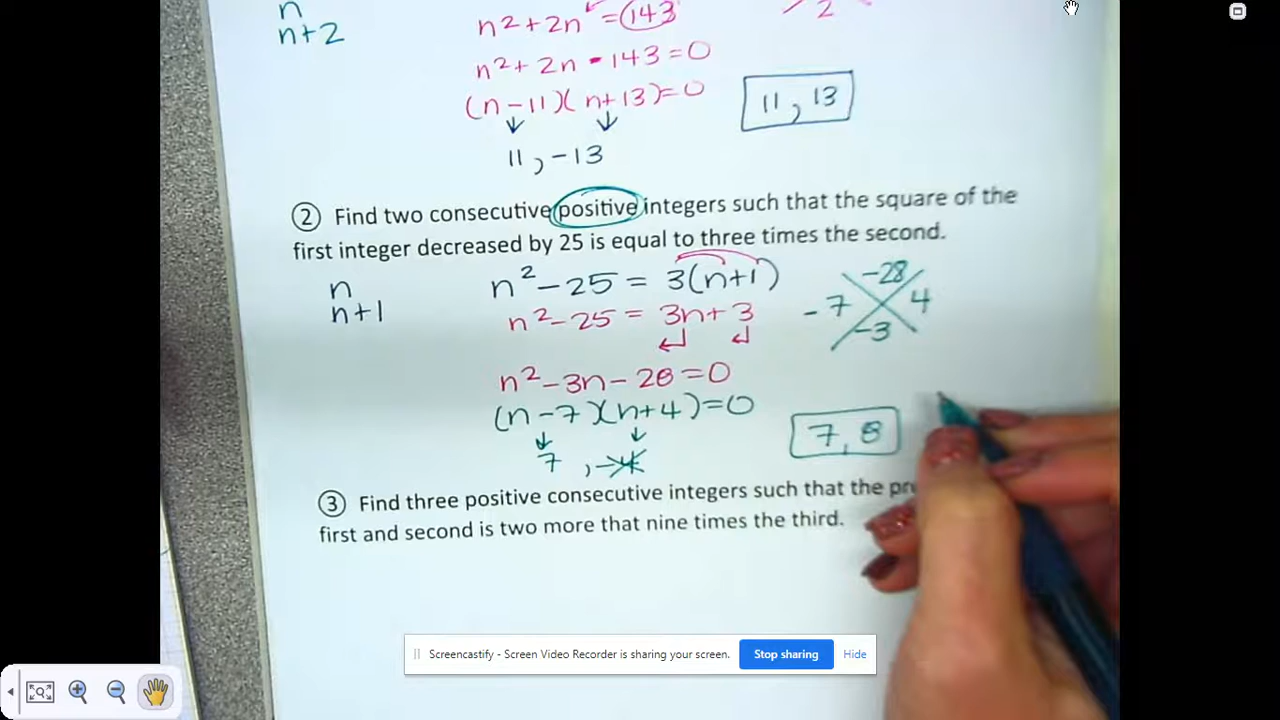 n
n+2
n²+2n = 143
2
n²+ 2n - 143 = 0
(n-11)(n+13)=0
11, 13
11, -13
② Find two consecutive positive integers such that the square of the
first integer decreased by 25 is equal to three times the second.
n
n+1
n²-25 = 3(n+1)
n²-25 = 3n+3
n²-3n-28=0
(n-7)(n+4)=0
7, -4
-28
-7 4
-3
7, 8
③ Find three positive consecutive integers such that the
first and second is two more that nine times the third.
Screencastify - Screen Video Recorder is sharing your screen.
Stop sharing
Hide